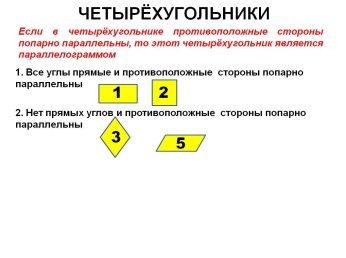 ЧЕТЫРЁХУГОЛЬНИКИ
Если в четырёхугольнике противоположные стороны
попарно параллельны, то этот четырёхугольник является
параллелограммом
1. Все углы прямые и противоположные стороны попарно
параллельны
1 2
2. Нет прямых углов и противоположные стороны попарно
параллельны
3 5